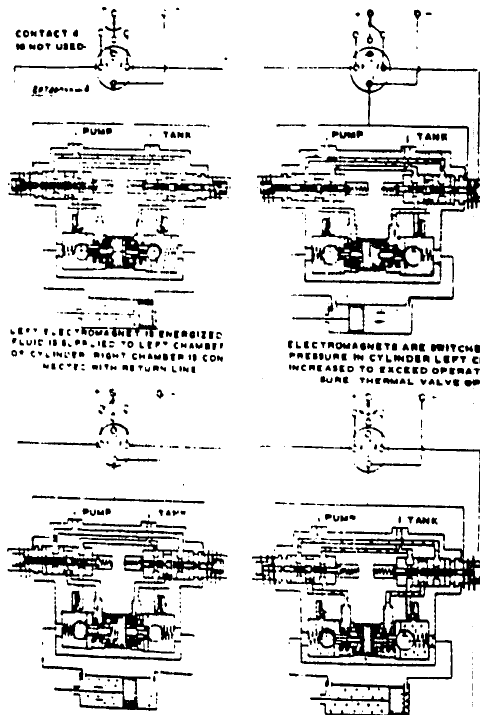 CONTACT 4
IS NOT USED
PUMP TANK
PUMP TANK
LEFT ELECTROMAGNET IS ENERGIZED
FLUID IS SUPPLIED TO LEFT CHAMBER
OF CYLINDER RIGHT CHAMBER IS CON
NECTED WITH RETURN LINE
ELECTROMAGNETS ARE SWITCHE
PRESSURE IN CYLINDER LEFT C
INCREASED TO EXCEED OPERAT
SURE THERMAL VALVE OP
PUMP TANK
PUMP TANK